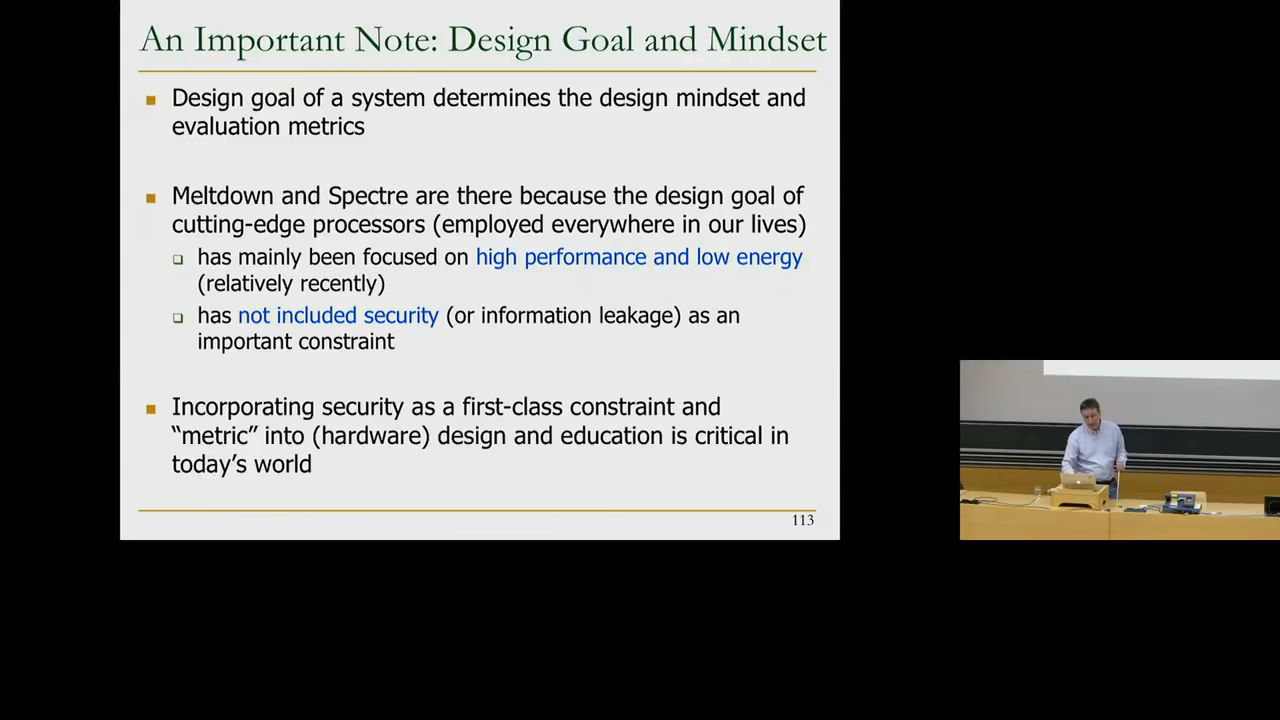 An Important Note: Design Goal and Mindset
Design goal of a system determines the design mindset and
evaluation metrics
Meltdown and Spectre are there because the design goal of
cutting-edge processors (employed everywhere in our lives)
has mainly been focused on high performance and low energy
(relatively recently)
has not included security (or information leakage) as an
important constraint
Incorporating security as a first-class constraint and
“metric” into (hardware) design and education is critical in
today’s world
113